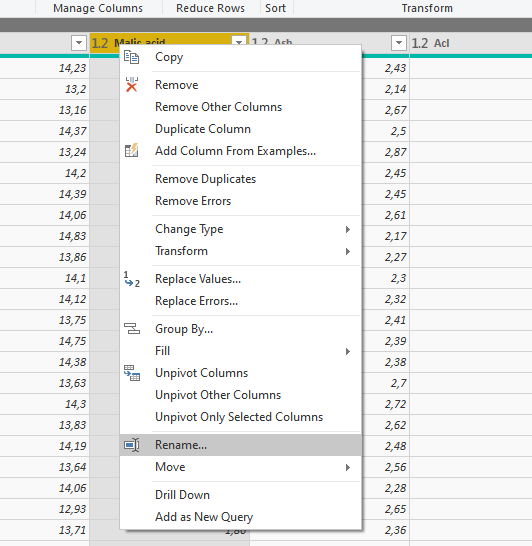 Manage Columns Reduce Rows Sort Transform
1.2 Malic acid 1.2 Ash 1.2 Acl
14,23 Copy 2,43
13,2 Remove 2,14
13,16 Remove Other Columns 2,67
14,37 Duplicate Column 2,5
13,24 Add Column From Examples... 2,87
14,2 Remove Duplicates 2,45
14,39 Remove Errors 2,45
14,06 2,61
14,83 Change Type 2,17
13,86 Transform 2,27
14,1 Replace Values... 2,3
14,12 Replace Errors... 2,32
13,75 Group By... 2,41
14,75 Fill 2,39
14,38 Unpivot Columns 2,38
13,63 Unpivot Other Columns 2,7
14,3 Unpivot Only Selected Columns 2,72
13,83 2,62
14,19 Rename... 2,48
13,64 Move 2,56
14,06 Drill Down 2,28
12,93 Add as New Query 2,65
13,71 2,36